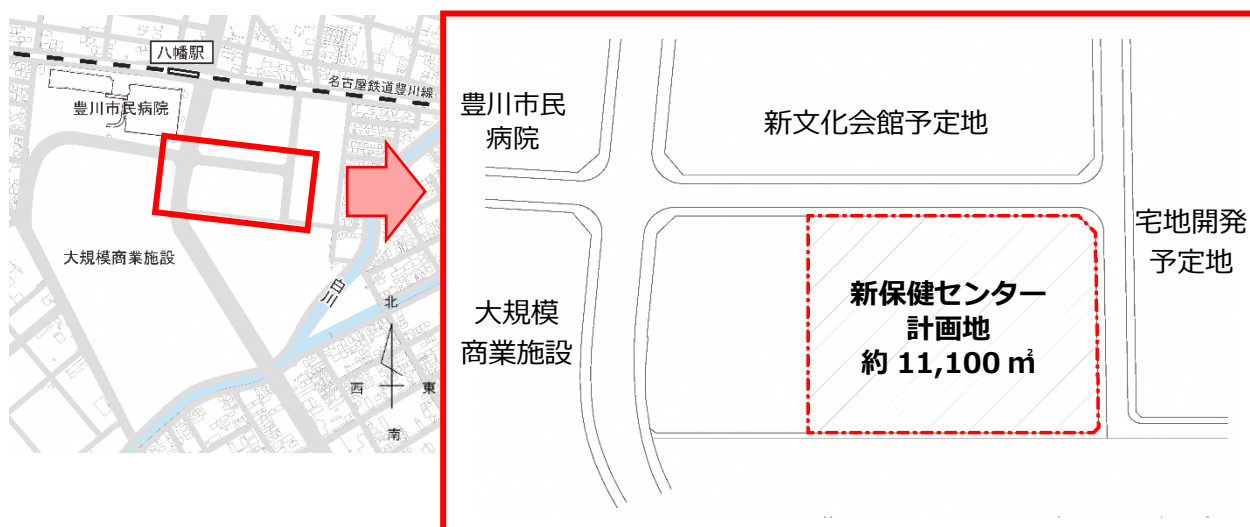 八幡駅
名古屋鉄道豊川線
豊川市民病院
大規模商業施設
白川
北
西
東
南
豊川市民
病院
新文化会館予定地
宅地開発
予定地
大規模
商業施設
新保健センター
計画地
約 11,100 ㎡